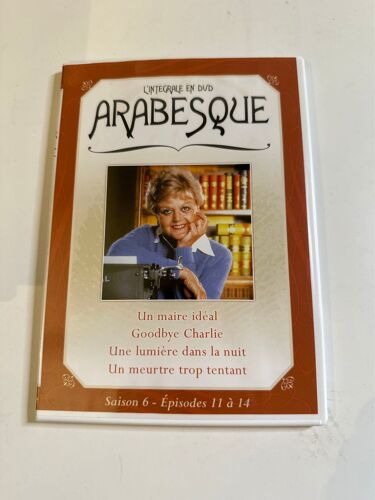 L'INTEGRALE EN DVD
ARABESQUE
Un maire idéal
Goodbye Charlie
Une lumière dans la nuit
Un meurtre trop tentant
Saison 6 - Épisodes 11 à 14